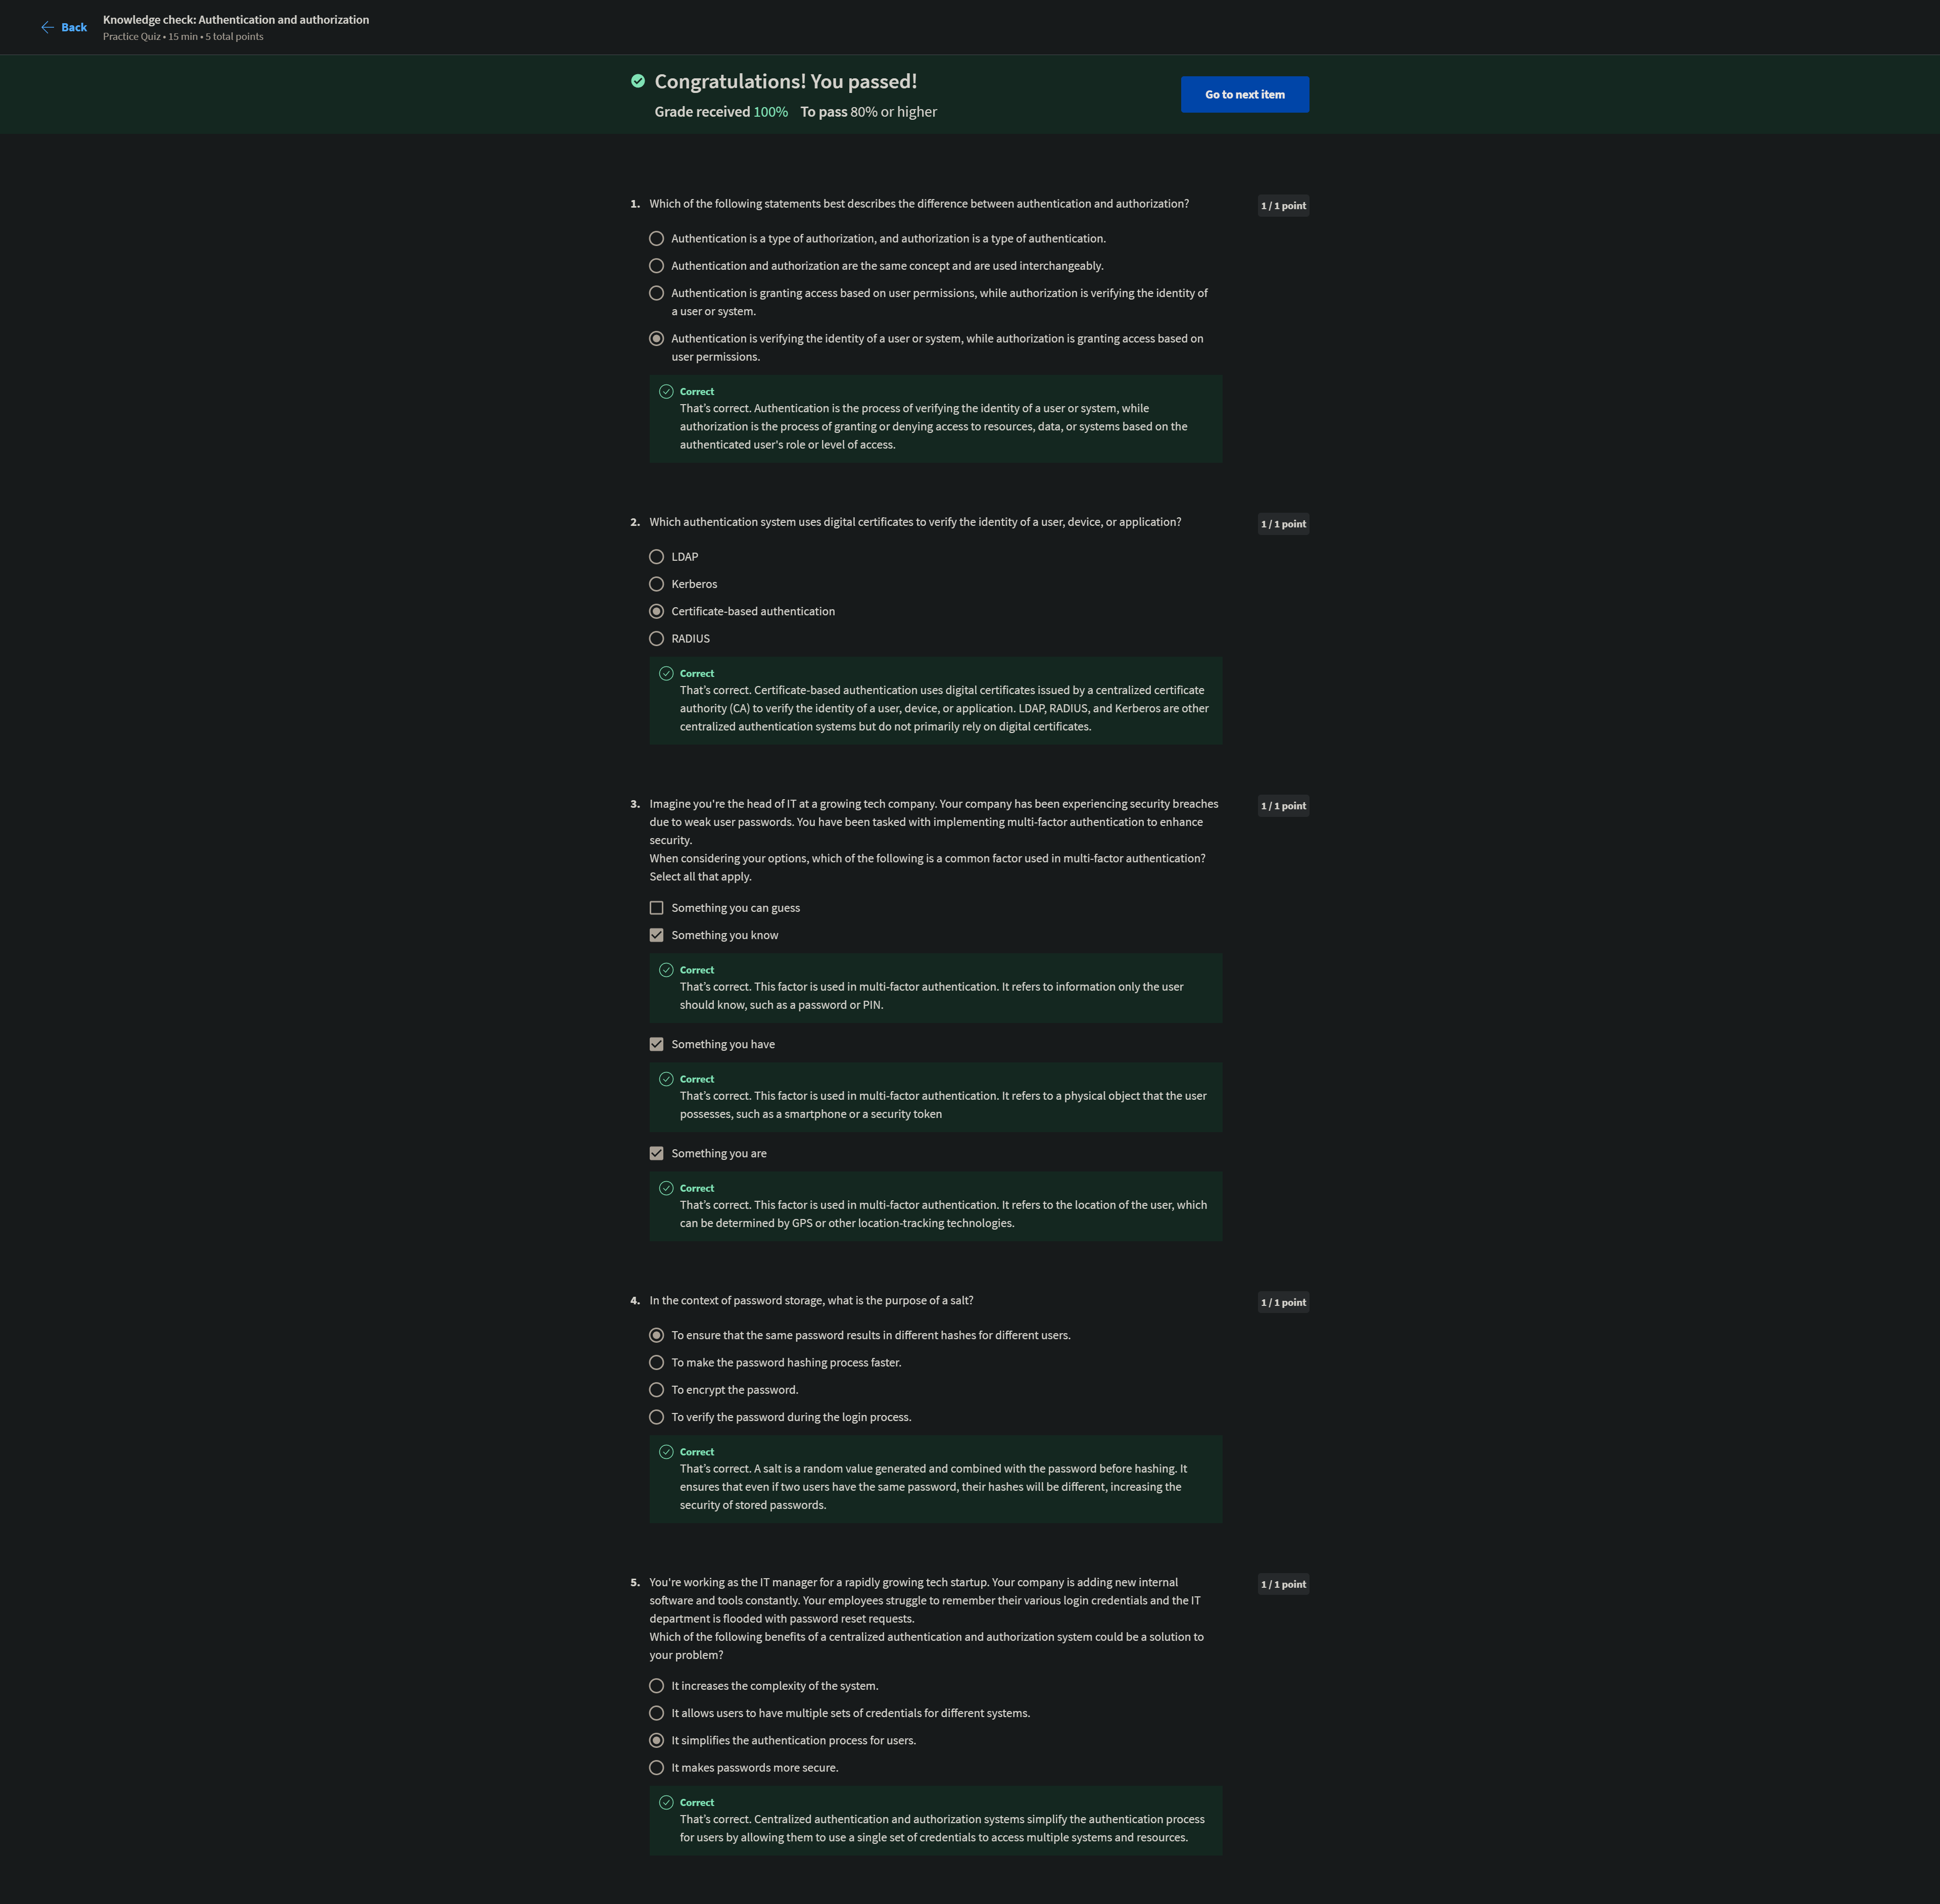 Back
Knowledge check: Authentication and authorization
Practice Quiz • 15 min • 5 total points
Congratulations! You passed!
Grade received 100% To pass 80% or higher
Go to next item
1. Which of the following statements best describes the difference between authentication and authorization?
1 / 1 point
Authentication is a type of authorization, and authorization is a type of authentication.
Authentication and authorization are the same concept and are used interchangeably.
Authentication is granting access based on user permissions, while authorization is verifying the identity of
a user or system.
Authentication is verifying the identity of a user or system, while authorization is granting access based on
user permissions.
Correct
That's correct. Authentication is the process of verifying the identity of a user or system, while
authorization is the process of granting or denying access to resources, data, or systems based on the
authenticated user's role or level of access.
2. Which authentication system uses digital certificates to verify the identity of a user, device, or application?
1 / 1 point
LDAP
Kerberos
Certificate-based authentication
RADIUS
Correct
That's correct. Certificate-based authentication uses digital certificates issued by a centralized certificate
authority (CA) to verify the identity of a user, device, or application. LDAP, RADIUS, and Kerberos are other
centralized authentication systems but do not primarily rely on digital certificates.
3. Imagine you're the head of IT at a growing tech company. Your company has been experiencing security breaches
1 / 1 point
due to weak user passwords. You have been tasked with implementing multi-factor authentication to enhance
security.
When considering your options, which of the following is a common factor used in multi-factor authentication?
Select all that apply.
Something you can guess
Something you know
Correct
That's correct. This factor is used in multi-factor authentication. It refers to information only the user
should know, such as a password or PIN.
Something you have
Correct
That's correct. This factor is used in multi-factor authentication. It refers to a physical object that the user
possesses, such as a smartphone or a security token
Something you are
Correct
That's correct. This factor is used in multi-factor authentication. It refers to the location of the user, which
can be determined by GPS or other location-tracking technologies.
4. In the context of password storage, what is the purpose of a salt?
1 / 1 point
To ensure that the same password results in different hashes for different users.
To make the password hashing process faster.
To encrypt the password.
To verify the password during the login process.
Correct
That's correct. A salt is a random value generated and combined with the password before hashing. It
ensures that even if two users have the same password, their hashes will be different, increasing the
security of stored passwords.
5. You're working as the IT manager for a rapidly growing tech startup. Your company is adding new internal
1 / 1 point
software and tools constantly. Your employees struggle to remember their various login credentials and the IT
department is flooded with password reset requests.
Which of the following benefits of a centralized authentication and authorization system could be a solution to
your problem?
It increases the complexity of the system.
It allows users to have multiple sets of credentials for different systems.
It simplifies the authentication process for users.
It makes passwords more secure.
Correct
That's correct. Centralized authentication and authorization systems simplify the authentication process
for users by allowing them to use a single set of credentials to access multiple systems and resources.